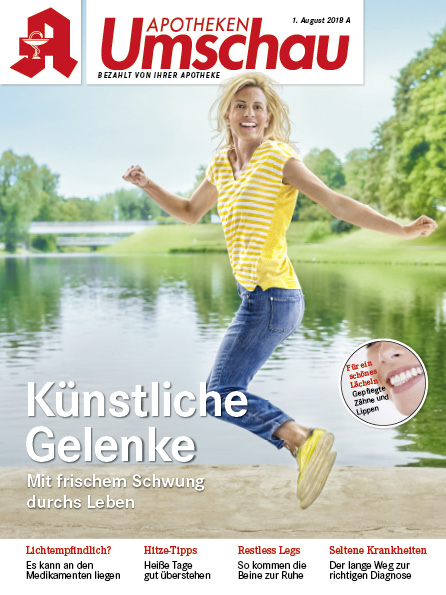 APOTHEKEN
Umschau
BEZAHLT VON IHRER APOTHEKE
1. August 2018 A
Für ein
schönes
Lächeln
Gepflegte
Zähne und
Lippen
Künstliche
Gelenke
Mit frischem Schwung
durchs Leben
Lichtempfindlich?
Es kann an den
Medikamenten liegen
Hitze-Tipps
Heiße Tage
gut überstehen
Restless Legs
So kommen die
Beine zur Ruhe
Seltene Krankheiten
Der lange Weg zur
richtigen Diagnose